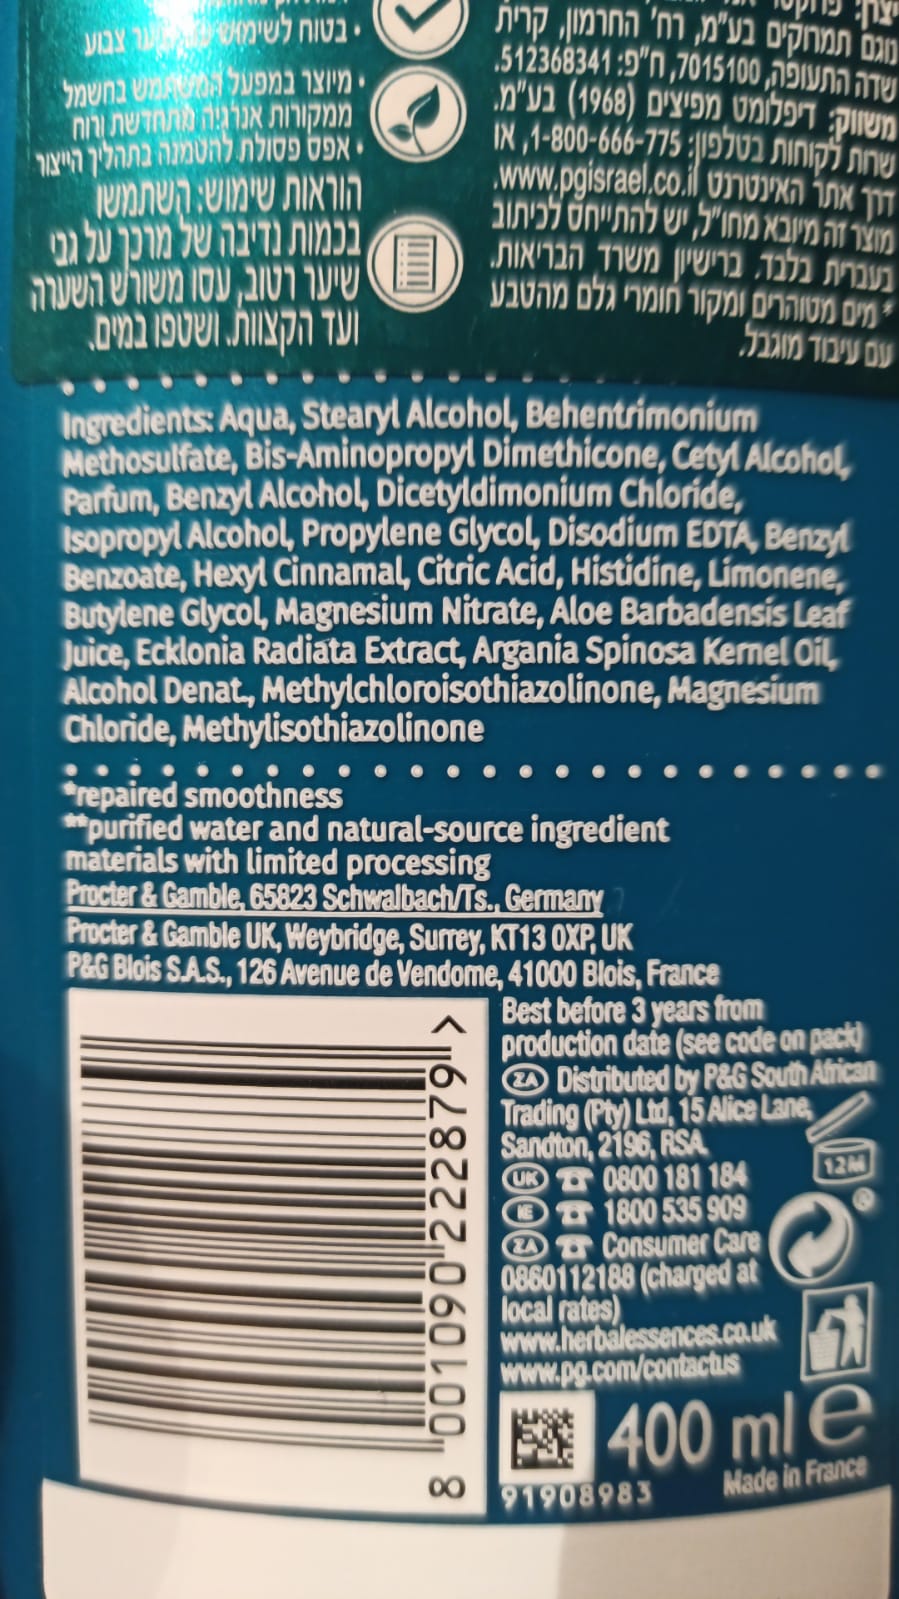 נוגם תמרוקים בע"מ, רח' החרמון, קרית
שדה התעופה, 7015100, ח"פ: 512368341.
משווק: דיפלומט מפיצים (1968) בע"מ.
שרות לקוחות בטלפון: 1-800-666-775, או
דרך אתר האינטרנט www.pgisrael.co.il.
מוצר זה מיובא מחו"ל, יש להתייחס לכיתוב
בעברית בלבד. ברישיון משרד הבריאות.
* מים מטוהרים ומקור חומרי גלם מהטבע
עם עיבוד מוגבל.
• בטוח לשימוש שיער צבוע
• מיוצר במפעל המשתמש בחשמל
ממקורות אנרגיה מתחדשת ורוח
• אפס פסולת להטמנה בתהליך הייצור
הוראות שימוש: השתמשו
בכמות נדיבה של מרכך על גבי
שיער רטוב, עסו משורש השערה
ועד הקצוות. ושטפו במים.
Ingredients: Aqua, Stearyl Alcohol, Behentrimonium
Methosulfate, Bis-Aminopropyl Dimethicone, Cetyl Alcohol,
Parfum, Benzyl Alcohol, Dicetyldimonium Chloride,
Isopropyl Alcohol, Propylene Glycol, Disodium EDTA, Benzyl
Benzoate, Hexyl Cinnamal, Citric Acid, Histidine, Limonene,
Butylene Glycol, Magnesium Nitrate, Aloe Barbadensis Leaf
Juice, Ecklonia Radiata Extract, Argania Spinosa Kernel Oil,
Alcohol Denat., Methylchloroisothiazolinone, Magnesium
Chloride, Methylisothiazolinone
*repaired smoothness
**purified water and natural-source ingredient
materials with limited processing
Procter & Gamble, 65823 Schwalbach/Ts., Germany
Procter & Gamble UK, Weybridge, Surrey, KT13 0XP, UK
P&G Blois S.A.S., 126 Avenue de Vendome, 41000 Blois, France
8 001090 222879 >
Best before 3 years from
production date (see code on pack)
ZA Distributed by P&G South African
Trading (Pty) Ltd, 15 Alice Lane,
Sandton, 2196, RSA.
12M
UK ☎ 0800 181 184
IE ☎ 1800 535 909
ZA ☎ Consumer Care
0860112188 (charged at
local rates)
www.herbalessences.co.uk
www.pg.com/contactus
400 ml e
91908983
Made in France